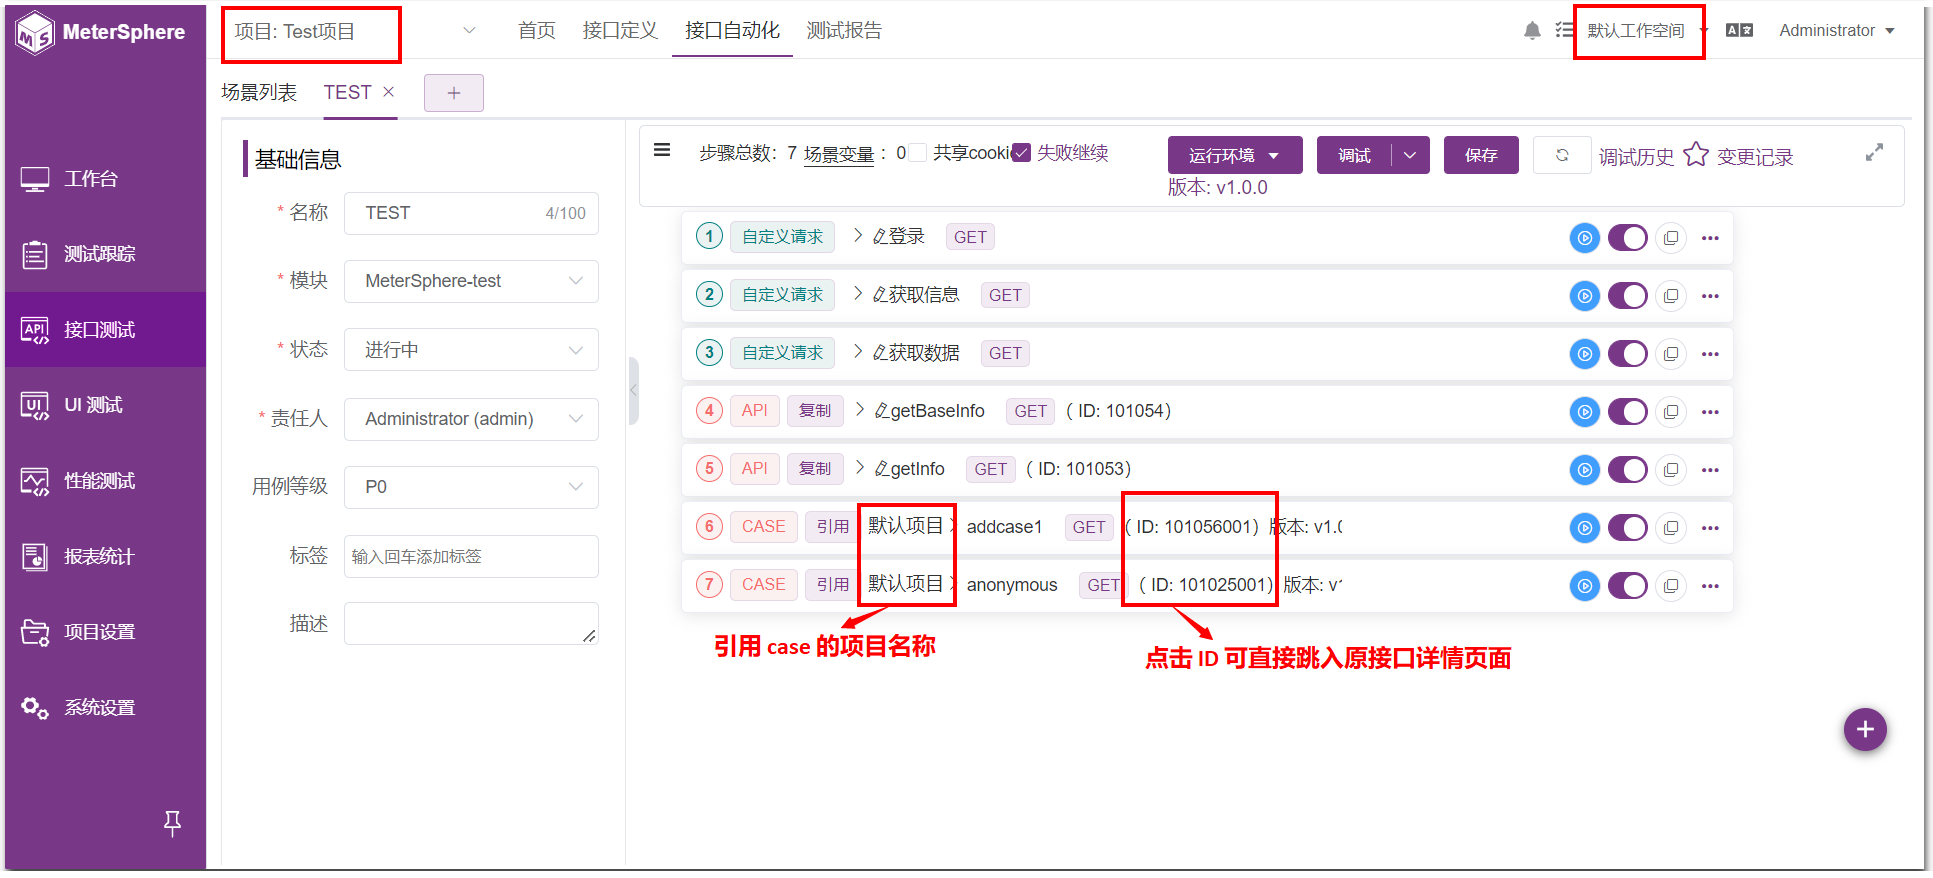 MeterSphere
项目: Test项目
首页 接口定义 接口自动化 测试报告
默认工作空间
Administrator
工作台
测试跟踪
接口测试
UI 测试
性能测试
报表统计
项目设置
系统设置
场景列表 TEST
基础信息
* 名称 TEST 4/100
* 模块 MeterSphere-test
* 状态 进行中
* 责任人 Administrator (admin)
用例等级 P0
标签 输入回车添加标签
描述
步骤总数: 7 场景变量 : 0 共享cooki 失败继续
运行环境 调试 保存 调试历史 变更记录
版本: v1.0.0
1 自定义请求 登录 GET
2 自定义请求 获取信息 GET
3 自定义请求 获取数据 GET
4 API 复制 getBaseInfo GET ( ID: 101054)
5 API 复制 getInfo GET ( ID: 101053)
6 CASE 引用 默认项目 addcase1 GET ( ID: 101056001) 版本: v1.0
7 CASE 引用 默认项目 anonymous GET ( ID: 101025001) 版本: v1
引用 case 的项目名称
点击 ID 可直接跳入原接口详情页面